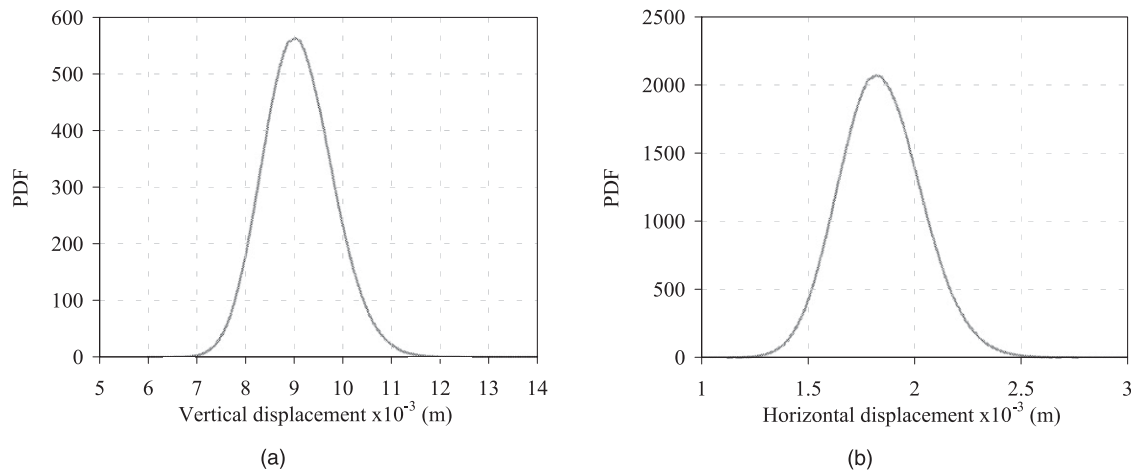 600
500
400
300
200
100
0
PDF
5 6 7 8 9 10 11 12 13 14
Vertical displacement x10⁻³ (m)
(a)
2500
2000
1500
1000
500
0
PDF
1 1.5 2 2.5 3
Horizontal displacement x10⁻³ (m)
(b)